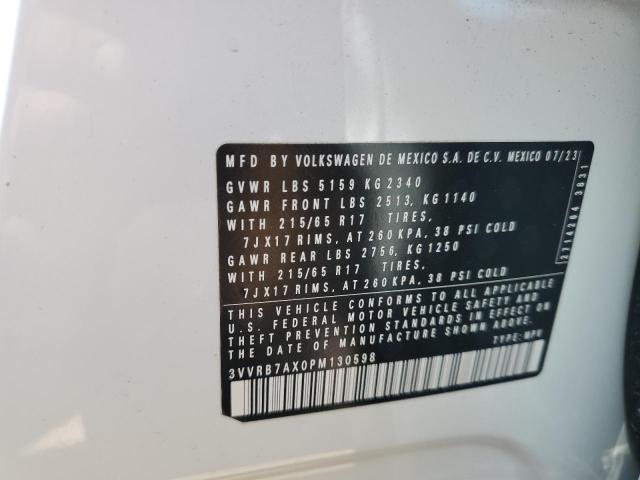 MFD BY VOLKSWAGEN DE MEXICO S.A. DE C.V. MEXICO 07/23
GVWR LBS 5159 KG 2340
GAWR FRONT LBS 2513, KG 1140
WITH 215/65 R17 TIRES,
7JX17 RIMS, AT 260 KPA, 38 PSI COLD
GAWR REAR LBS 2756, KG 1250
WITH 215/65 R17 TIRES,
7JX17 RIMS, AT 260 KPA, 38 PSI COLD
THIS VEHICLE CONFORMS TO ALL APPLICABLE
U.S. FEDERAL MOTOR VEHICLE SAFETY AND
THEFT PREVENTION STANDARDS IN EFFECT ON
THE DATE OF MANUFACTURE SHOWN ABOVE.
3VVRB7AX0PM130598 TYPE: MPV
2714264 3831